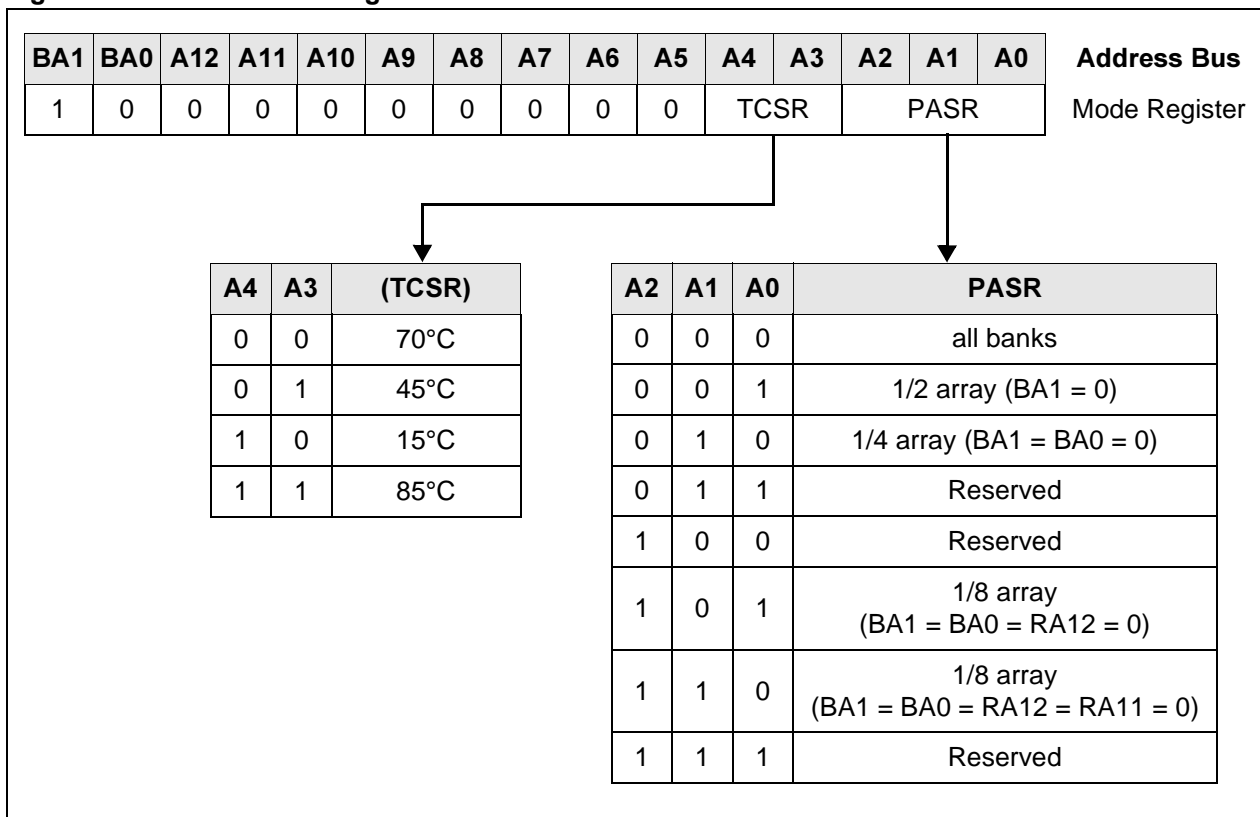 BA1 BA0 A12 A11 A10 A9 A8 A7 A6 A5 A4 A3 A2 A1 A0 Address Bus
1 0 0 0 0 0 0 0 0 0 TCSR PASR Mode Register
A4 A3 (TCSR)
0 0 70°C
0 1 45°C
1 0 15°C
1 1 85°C
A2 A1 A0 PASR
0 0 0 all banks
0 0 1 1/2 array (BA1 = 0)
0 1 0 1/4 array (BA1 = BA0 = 0)
0 1 1 Reserved
1 0 0 Reserved
1 0 1 1/8 array
(BA1 = BA0 = RA12 = 0)
1 1 0 1/8 array
(BA1 = BA0 = RA12 = RA11 = 0)
1 1 1 Reserved